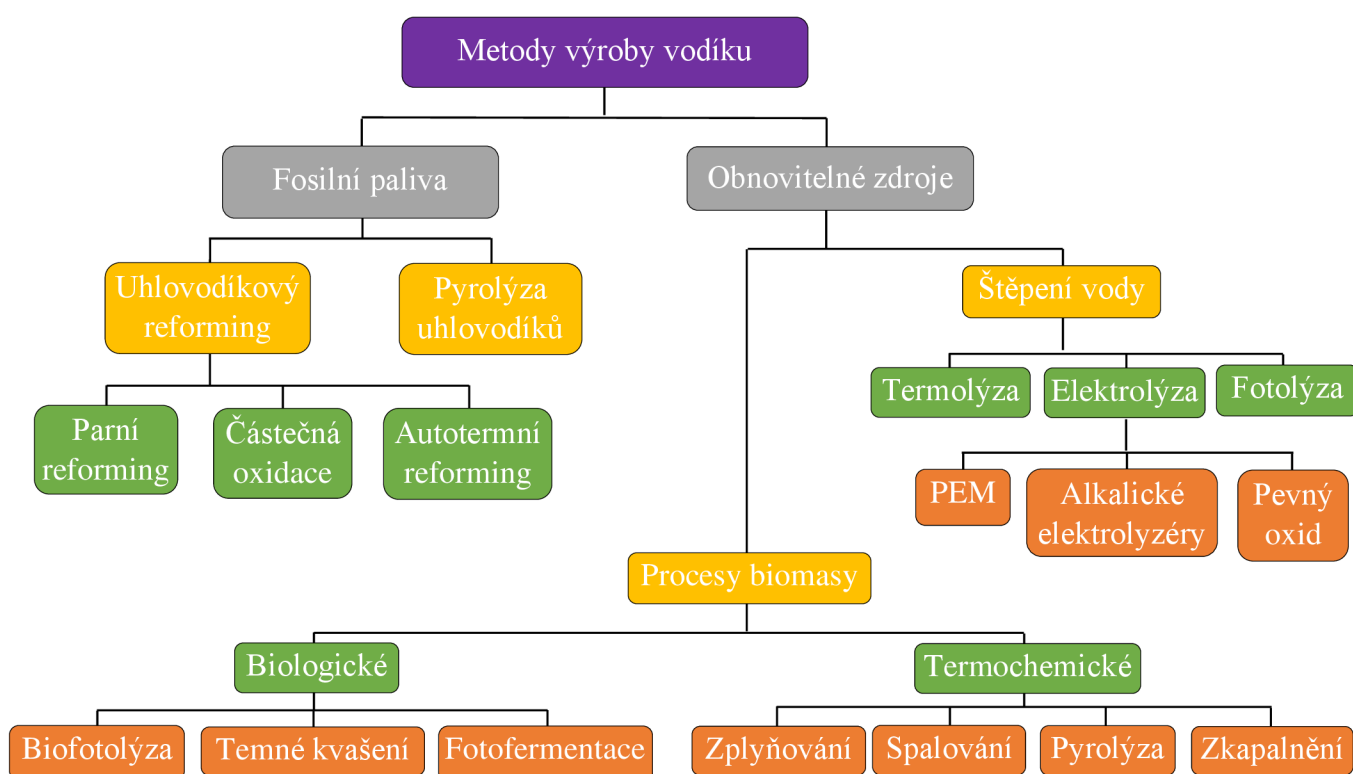 Metody výroby vodíku
Fosilní paliva
Obnovitelné zdroje
Uhlovodíkový
reforming
Pyrolýza
uhlovodíků
Štěpení vody
Termolýza
Elektrolýza
Fotolýza
Parní
reforming
Částečná
oxidace
Autotermní
reforming
PEM
Alkalické
elektrolyzéry
Pevný
oxid
Procesy biomasy
Biologické
Termochemické
Biofotolýza
Temné kvašení
Fotofermentace
Zplyňování
Spalování
Pyrolýza
Zkapalnění